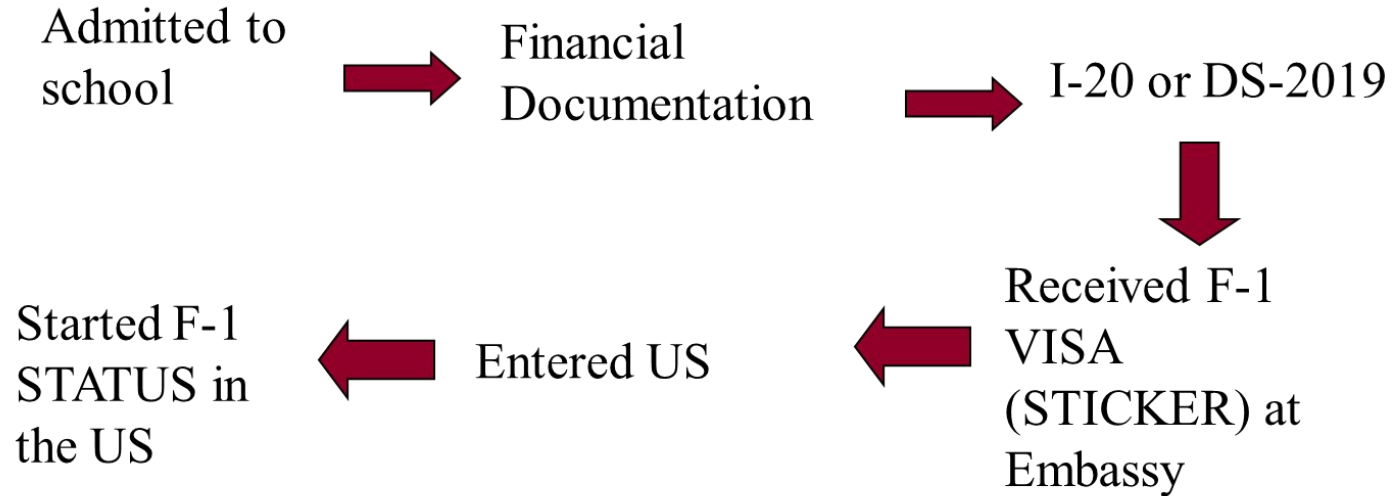 Admitted to
school
Financial
Documentation
I-20 or DS-2019
Received F-1
VISA
(STICKER) at
Embassy
Entered US
Started F-1
STATUS in
the US